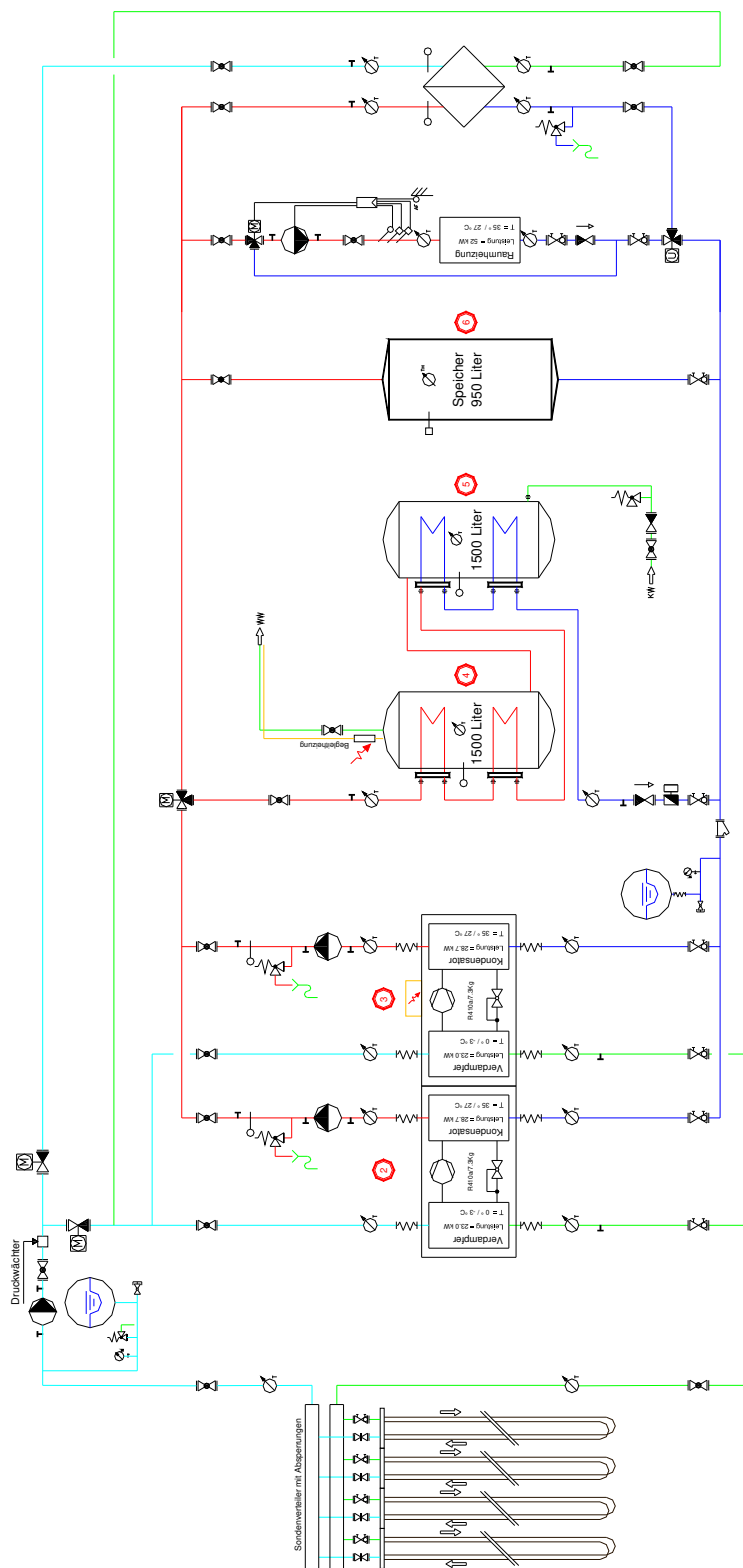 T
T
T
T
M
T = 35 ° / 27 °C
Leistung = 52 kW
Raumheizung
T
T
U
6
TH
Speicher
950 Liter
5
T
1500 Liter
KW
WW
4
T
1500 Liter
Begleitheizung
M
T
T
T
3
T = 35 ° / 27 °C
Leistung = 28.7 kW
Kondensator
R410a/7.3Kg
T = 0 ° / -3 °C
Leistung = 23.0 kW
Verdampfer
T
T
T
T
2
T = 35 ° / 27 °C
Leistung = 28.7 kW
Kondensator
R410a/7.3Kg
T = 0 ° / -3 °C
Leistung = 23.0 kW
Verdampfer
T
T
T
M
M
Druckwächter
T
T
Sondenverteiler mit Absperrungen